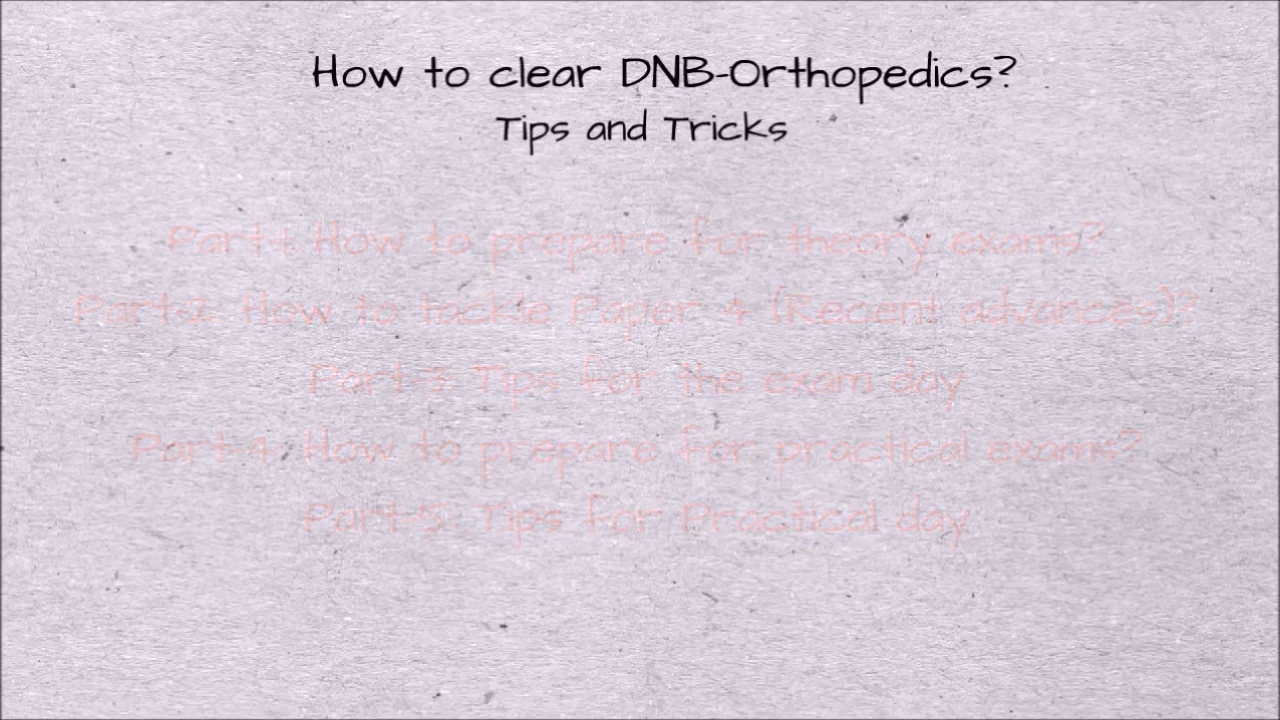 How to clear DNB-Orthopedics?
Tips and Tricks
Part-1: How to prepare for theory exams?
Part-2: How to tackle Paper 4 (Recent advances)?
Part-3: Tips for the exam day
Part-4: How to prepare for practical exams?
Part-5: Tips for Practical day